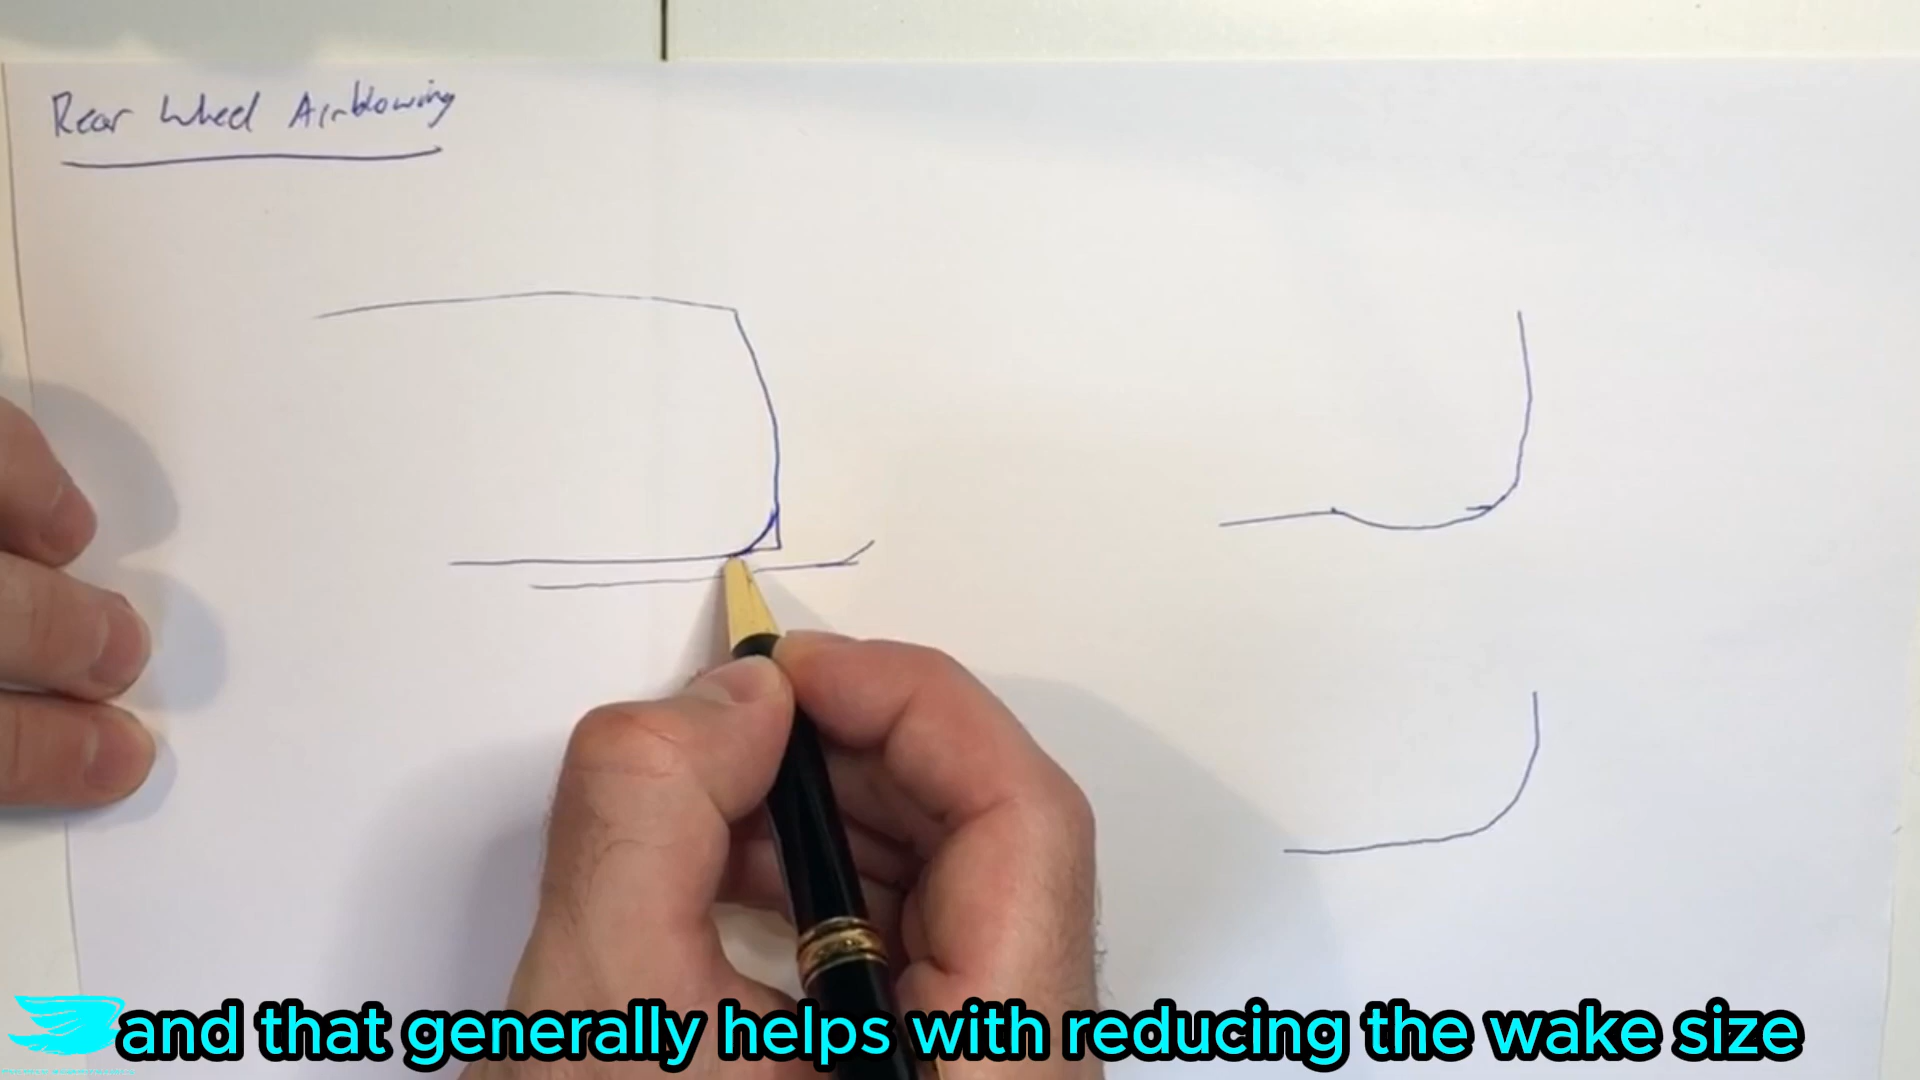 Rear Wheel Airblowing
and that generally helps with reducing the wake size